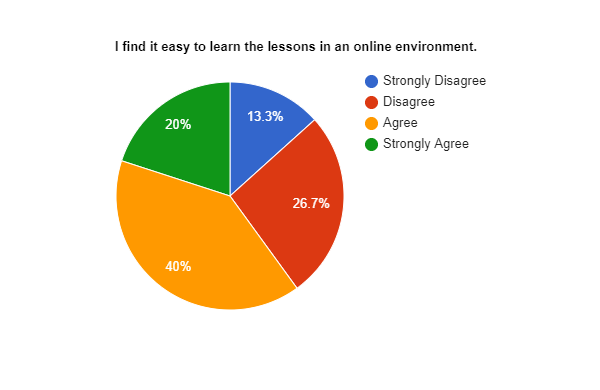 I find it easy to learn the lessons in an online environment.
Strongly Disagree
Disagree
Agree
Strongly Agree
13.3%
20%
26.7%
40%